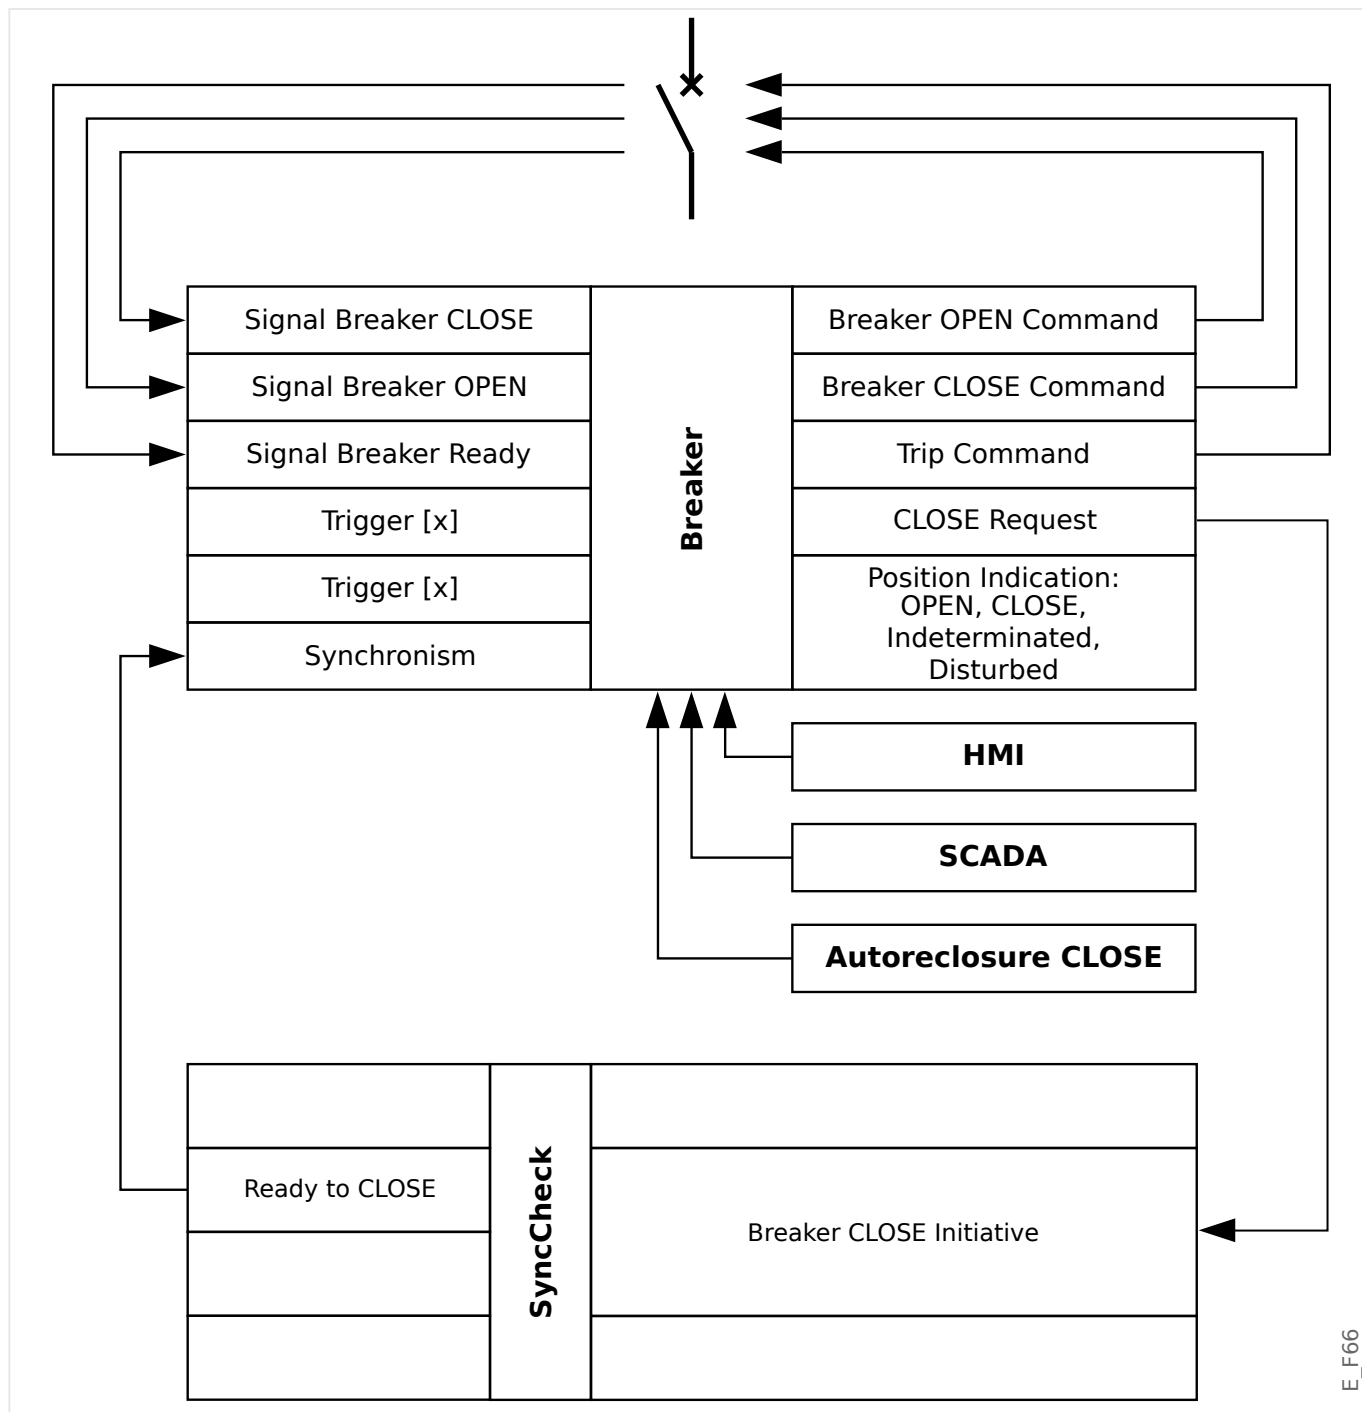 Signal Breaker CLOSE
Signal Breaker OPEN
Signal Breaker Ready
Trigger [x]
Trigger [x]
Synchronism
Breaker
Breaker OPEN Command
Breaker CLOSE Command
Trip Command
CLOSE Request
Position Indication:
OPEN, CLOSE,
Indeterminated,
Disturbed
HMI
SCADA
Autoreclosure CLOSE
Ready to CLOSE
SyncCheck
Breaker CLOSE Initiative
E_F66